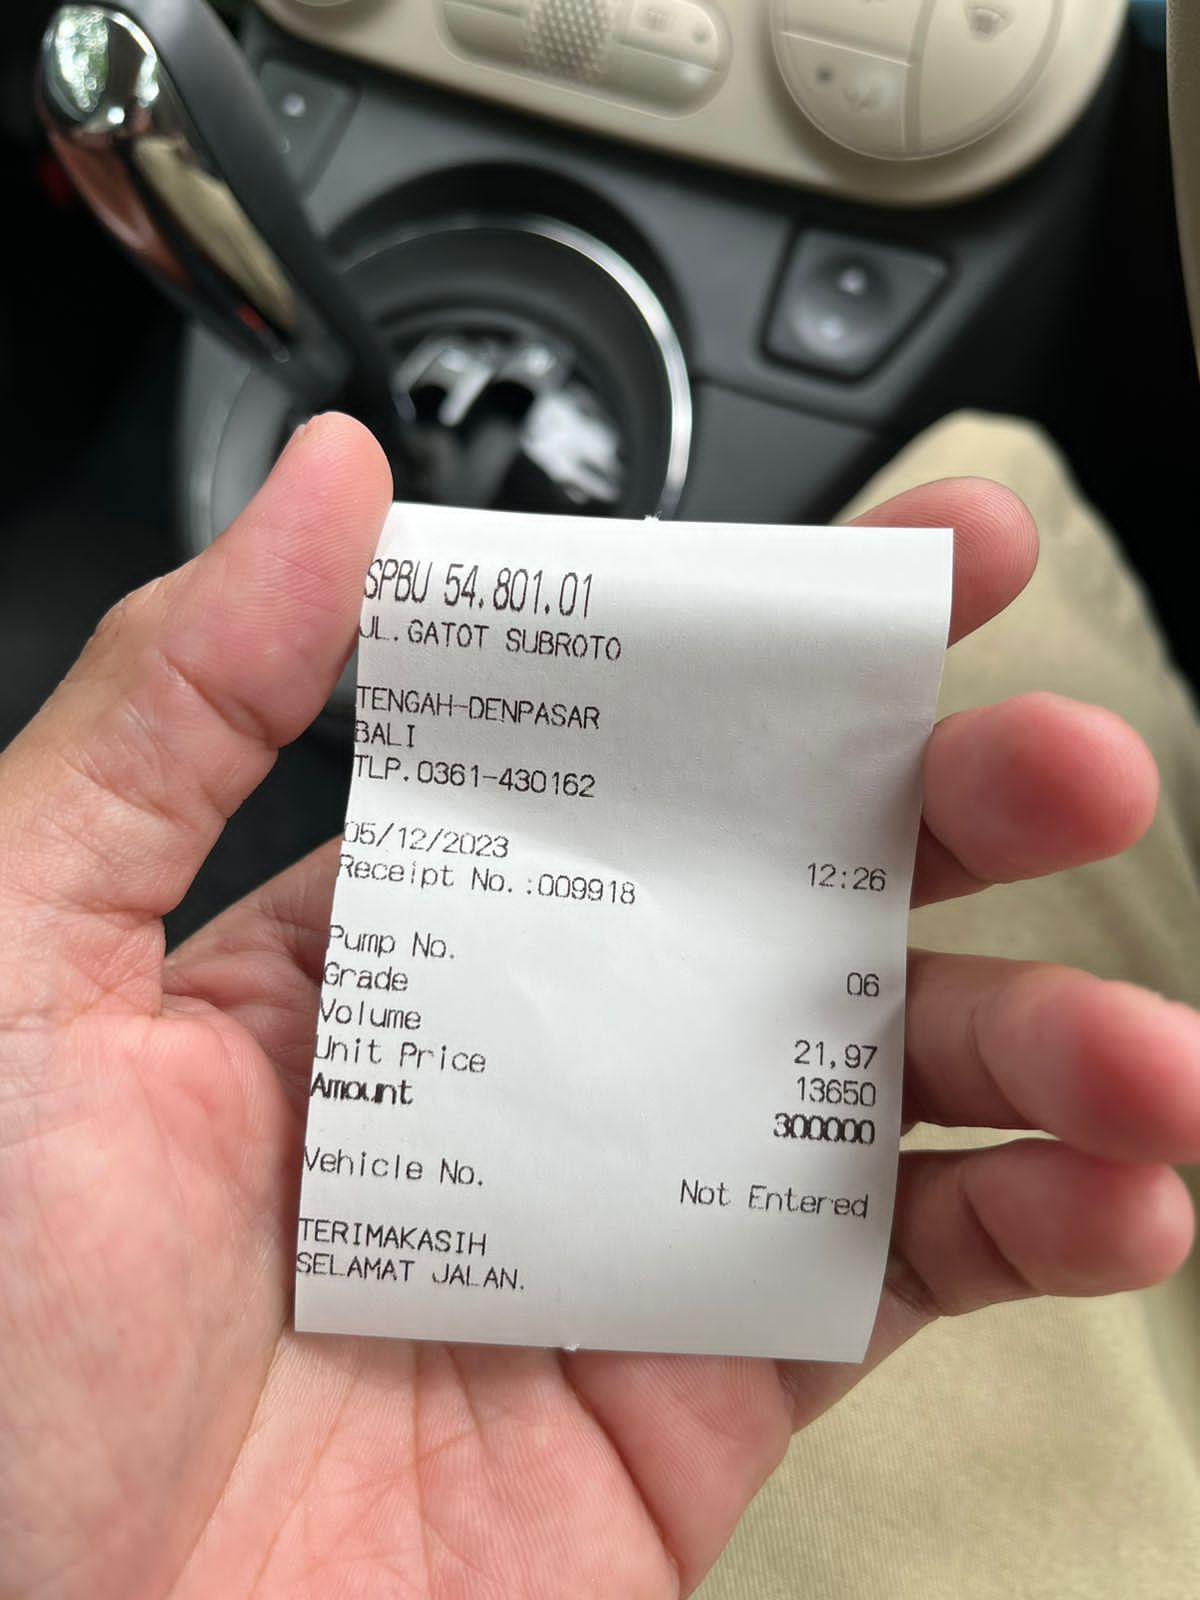 SPBU 54.801.01
JL.GATOT SUBROTO
TENGAH-DENPASAR
BALI
TLP.0361-430162
05/12/2023 12:26
Receipt No.:009918
Pump No. 06
Grade
Volume 21,97
Unit Price 13650
Amount 300000
Vehicle No. Not Entered
TERIMAKASIH
SELAMAT JALAN.